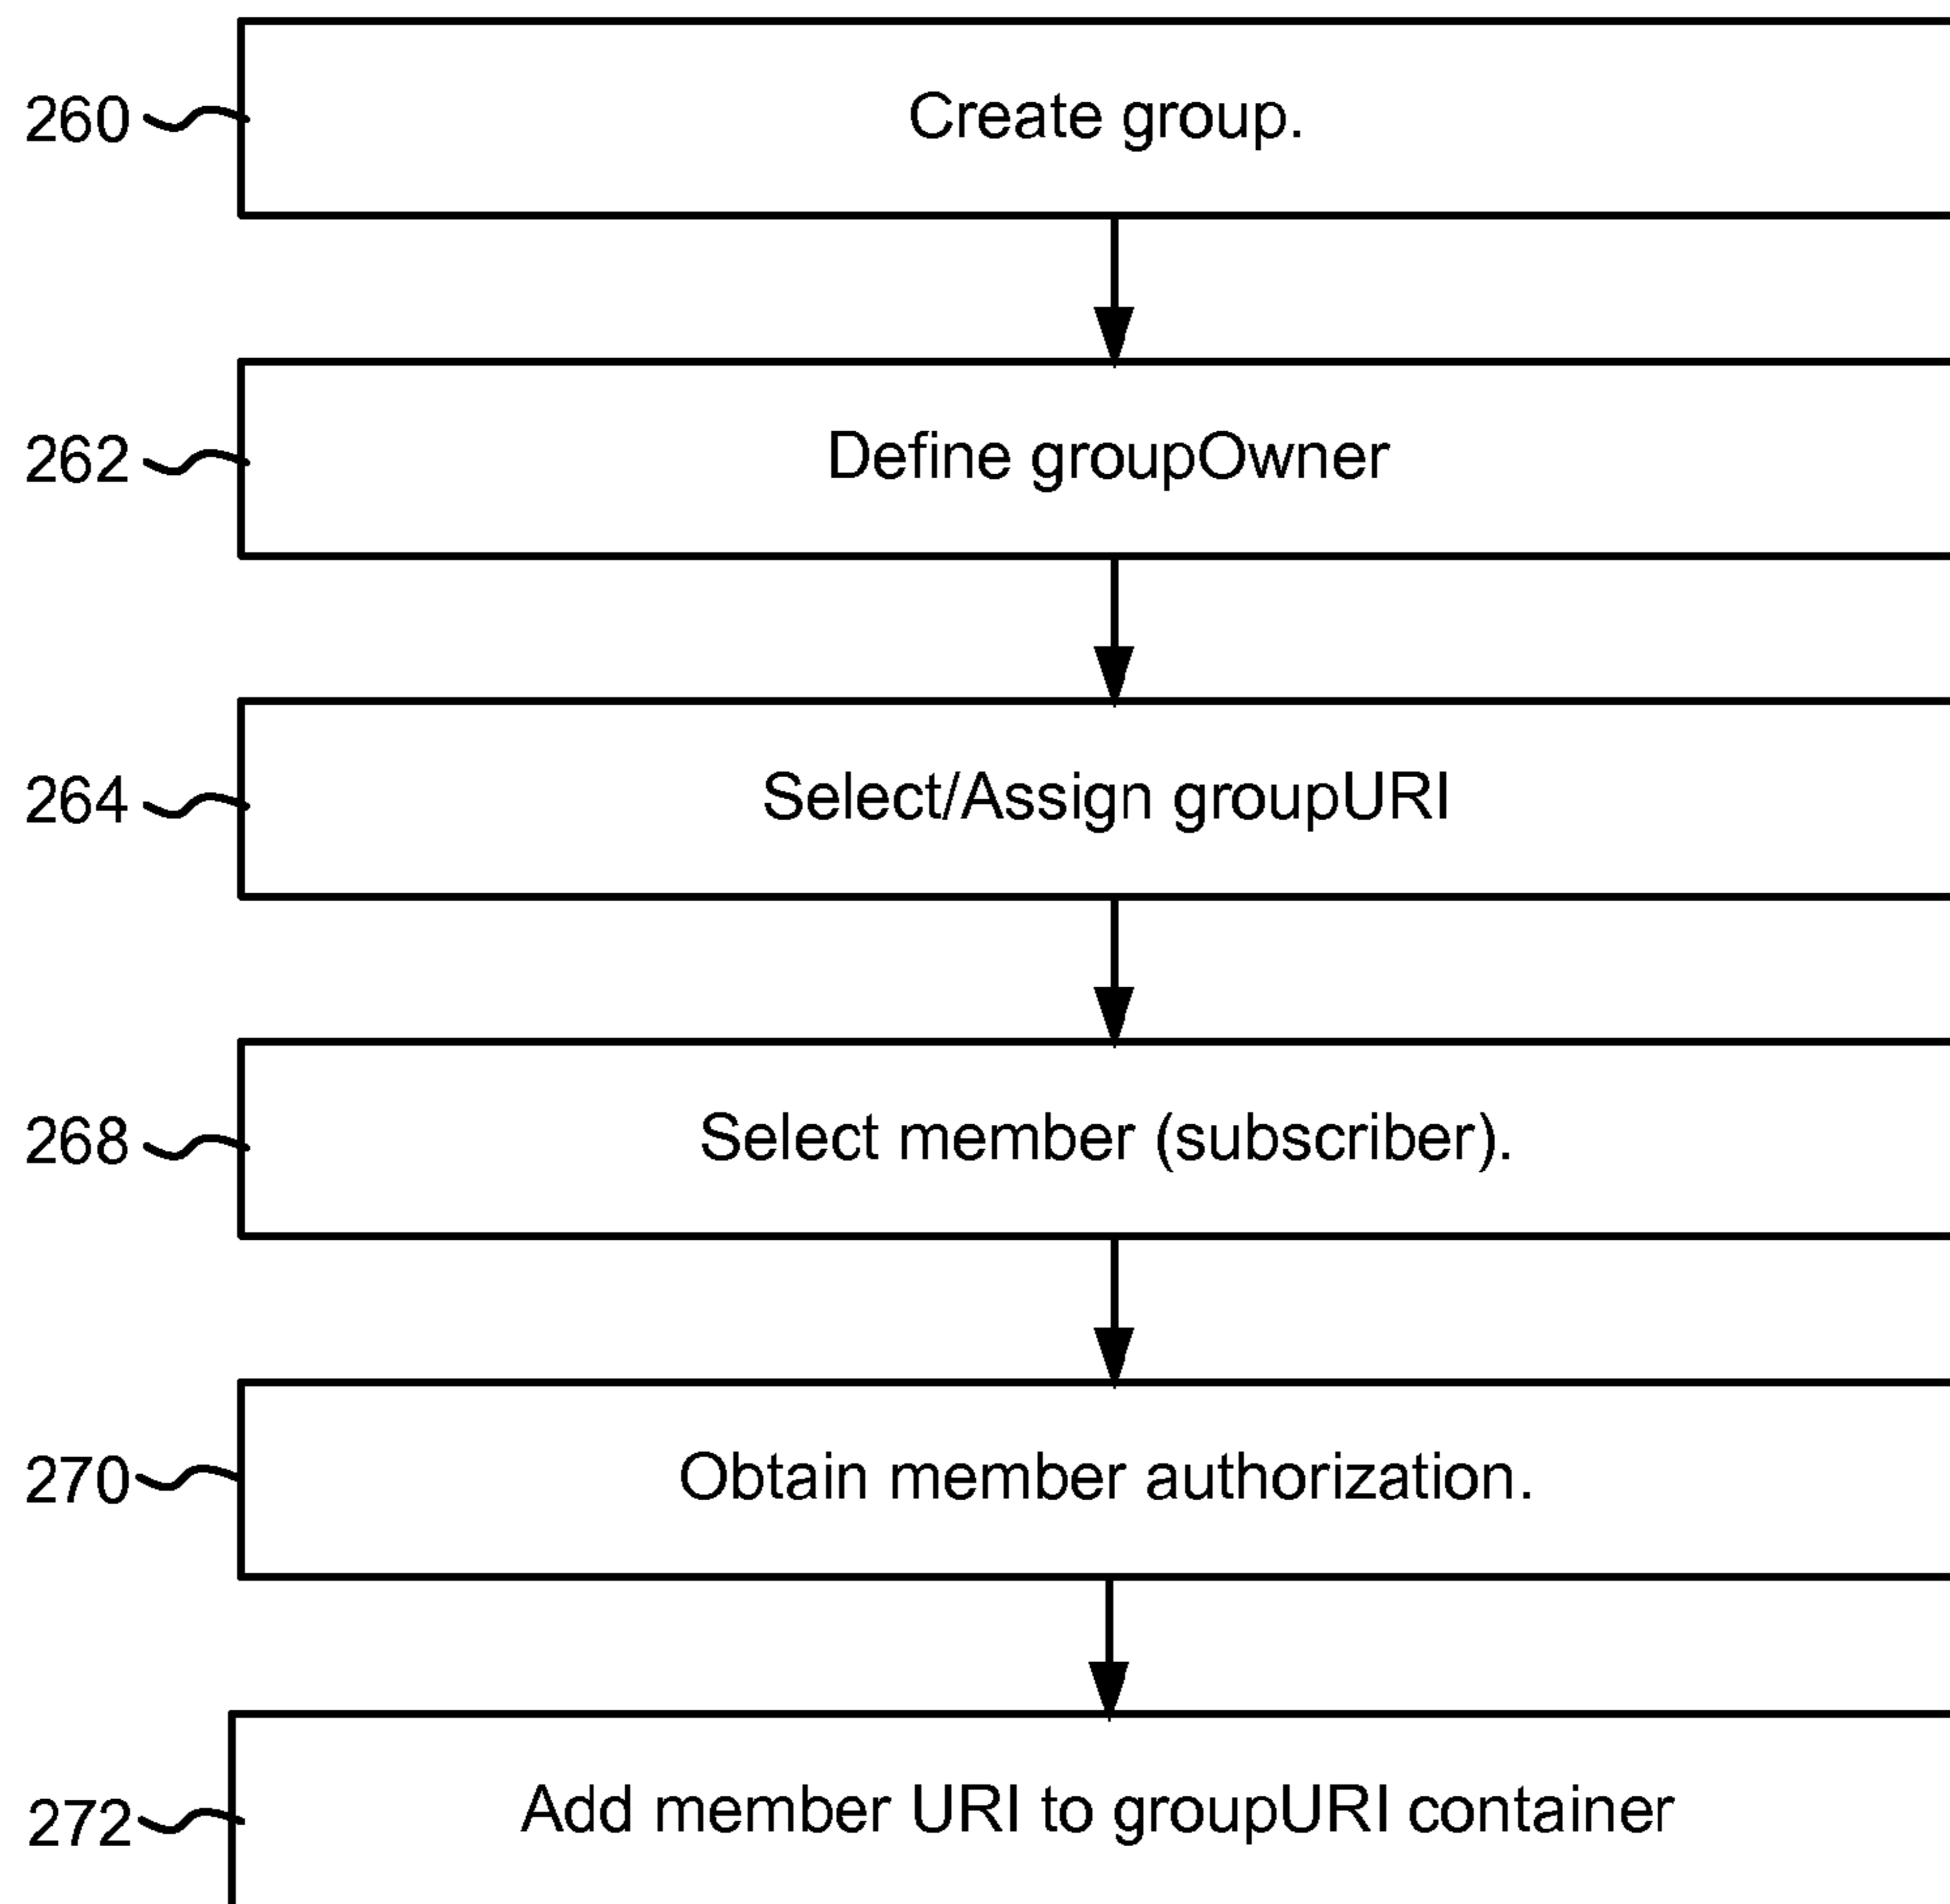 260
Create group.
262
Define groupOwner
264
Select/Assign groupURI
268
Select member (subscriber).
270
Obtain member authorization.
272
Add member URI to groupURI container